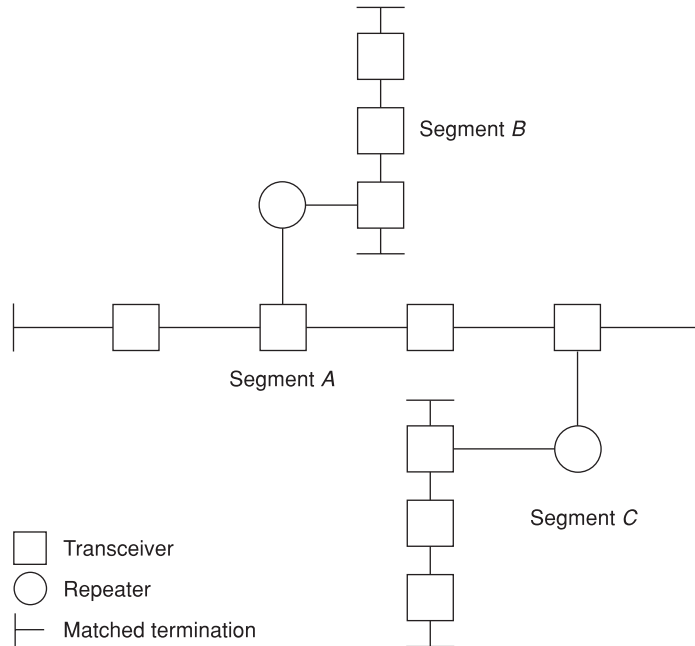 Segment B
Segment A
Segment C
Transceiver
Repeater
Matched termination